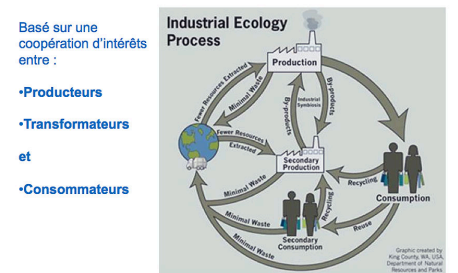 Basé sur une
coopération d'intérêts
entre :
•Producteurs
•Transformateurs
et
•Consommateurs
Industrial Ecology
Process
Production
Fewer Resources Extracted
Minimal Waste
By-products
Industrial
Symbiosis
By-products
Fewer Resources
Extracted
Secondary
Production
Minimal Waste
Recycling
Consumption
Recycling
Minimal Waste
Secondary
Consumption
Reuse
Minimal Waste
Graphic created by
King County, WA, USA,
Department of Natural
Resources and Parks